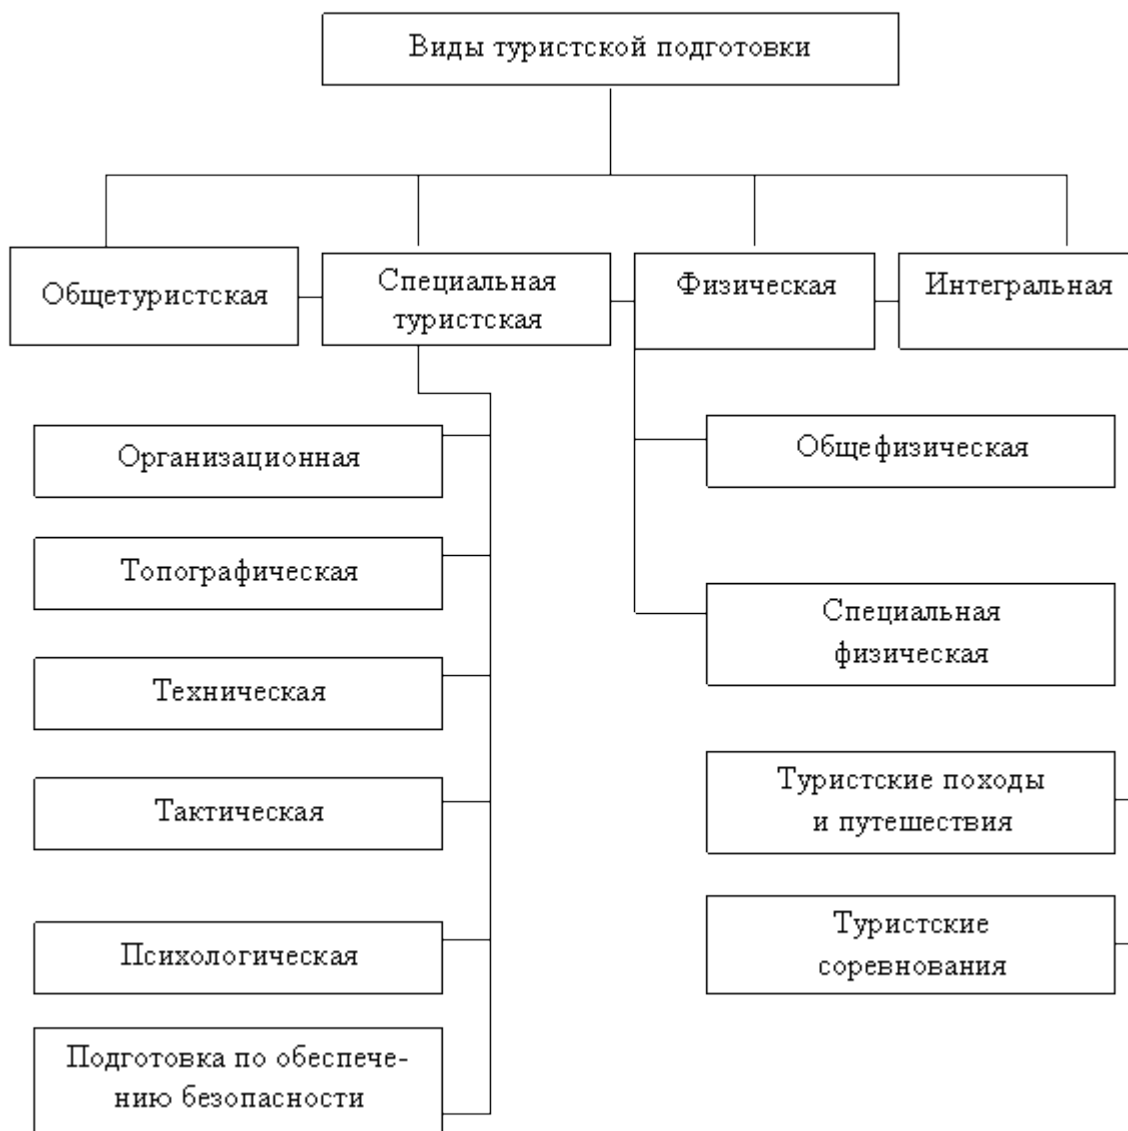 Виды туристской подготовки
Общетуристская
Специальная
туристская
Физическая
Интегральная
Организационная
Топографическая
Техническая
Тактическая
Психологическая
Подготовка по обеспече-
нию безопасности
Общефизическая
Специальная
физическая
Туристские походы
и путешествия
Туристские
соревнования